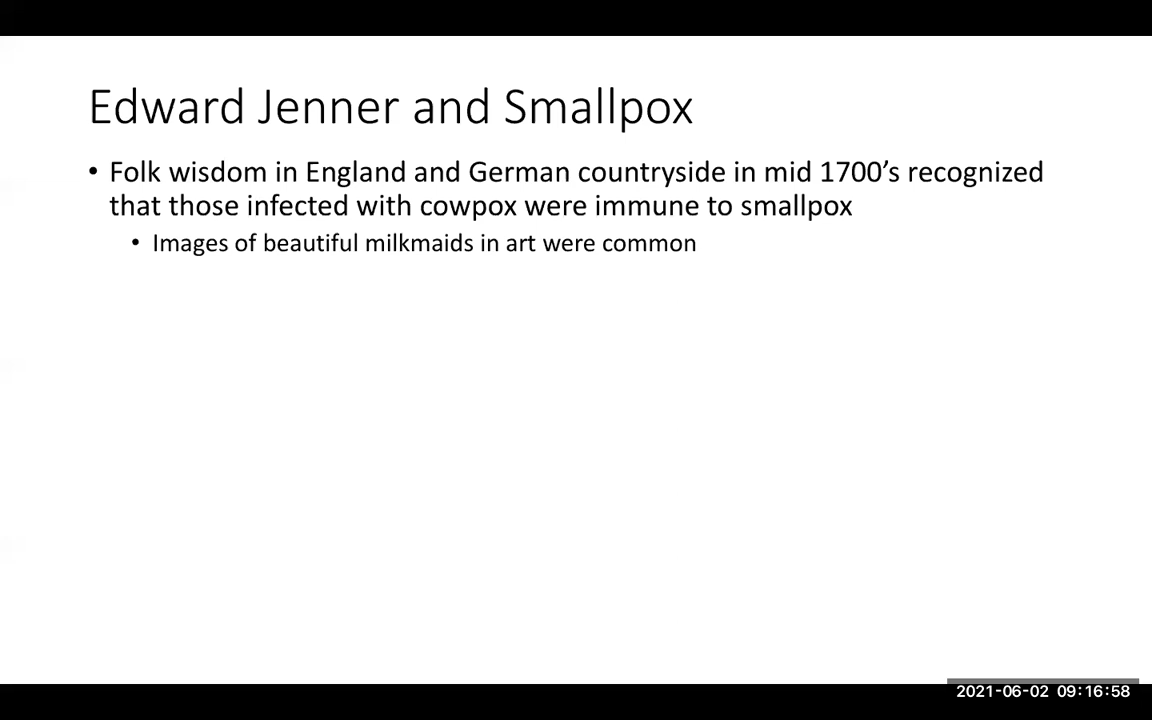 Edward Jenner and Smallpox
• Folk wisdom in England and German countryside in mid 1700’s recognized
that those infected with cowpox were immune to smallpox
• Images of beautiful milkmaids in art were common
2021-06-02 09:16:58